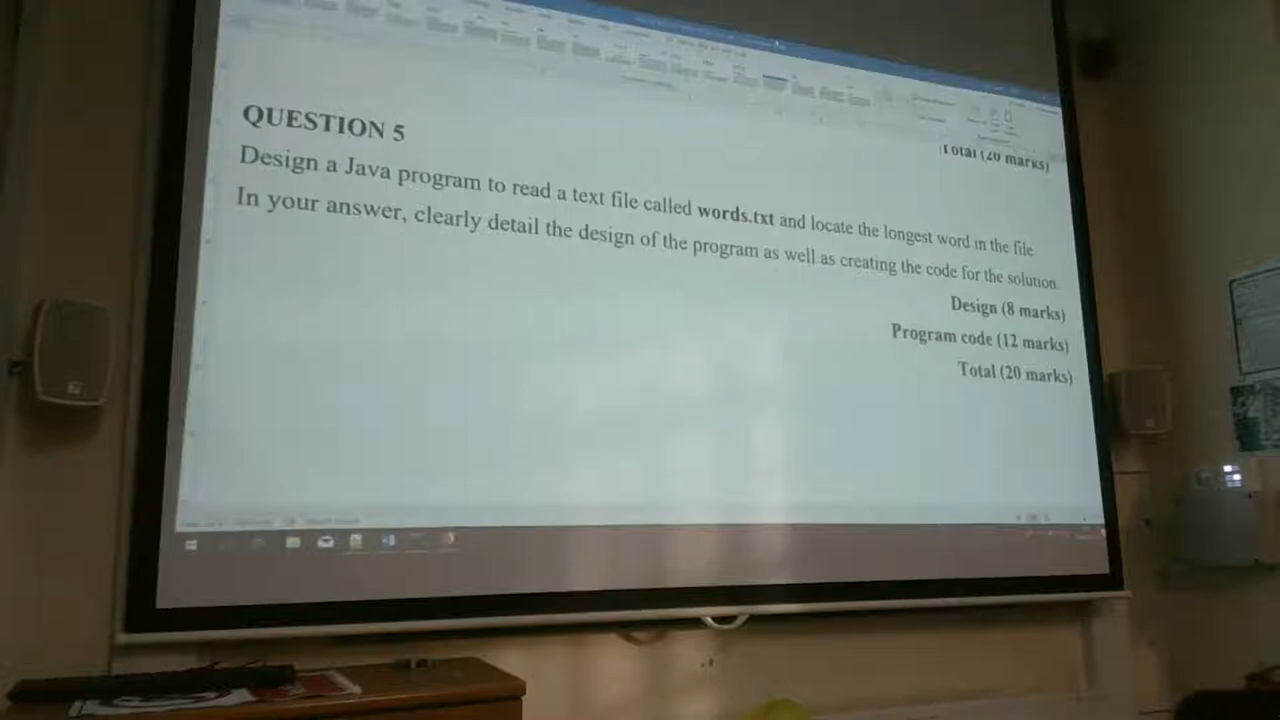 Total (20 marks)
QUESTION 5
Design a Java program to read a text file called words.txt and locate the longest word in the file
In your answer, clearly detail the design of the program as well as creating the code for the solution.
Design (8 marks)
Program code (12 marks)
Total (20 marks)